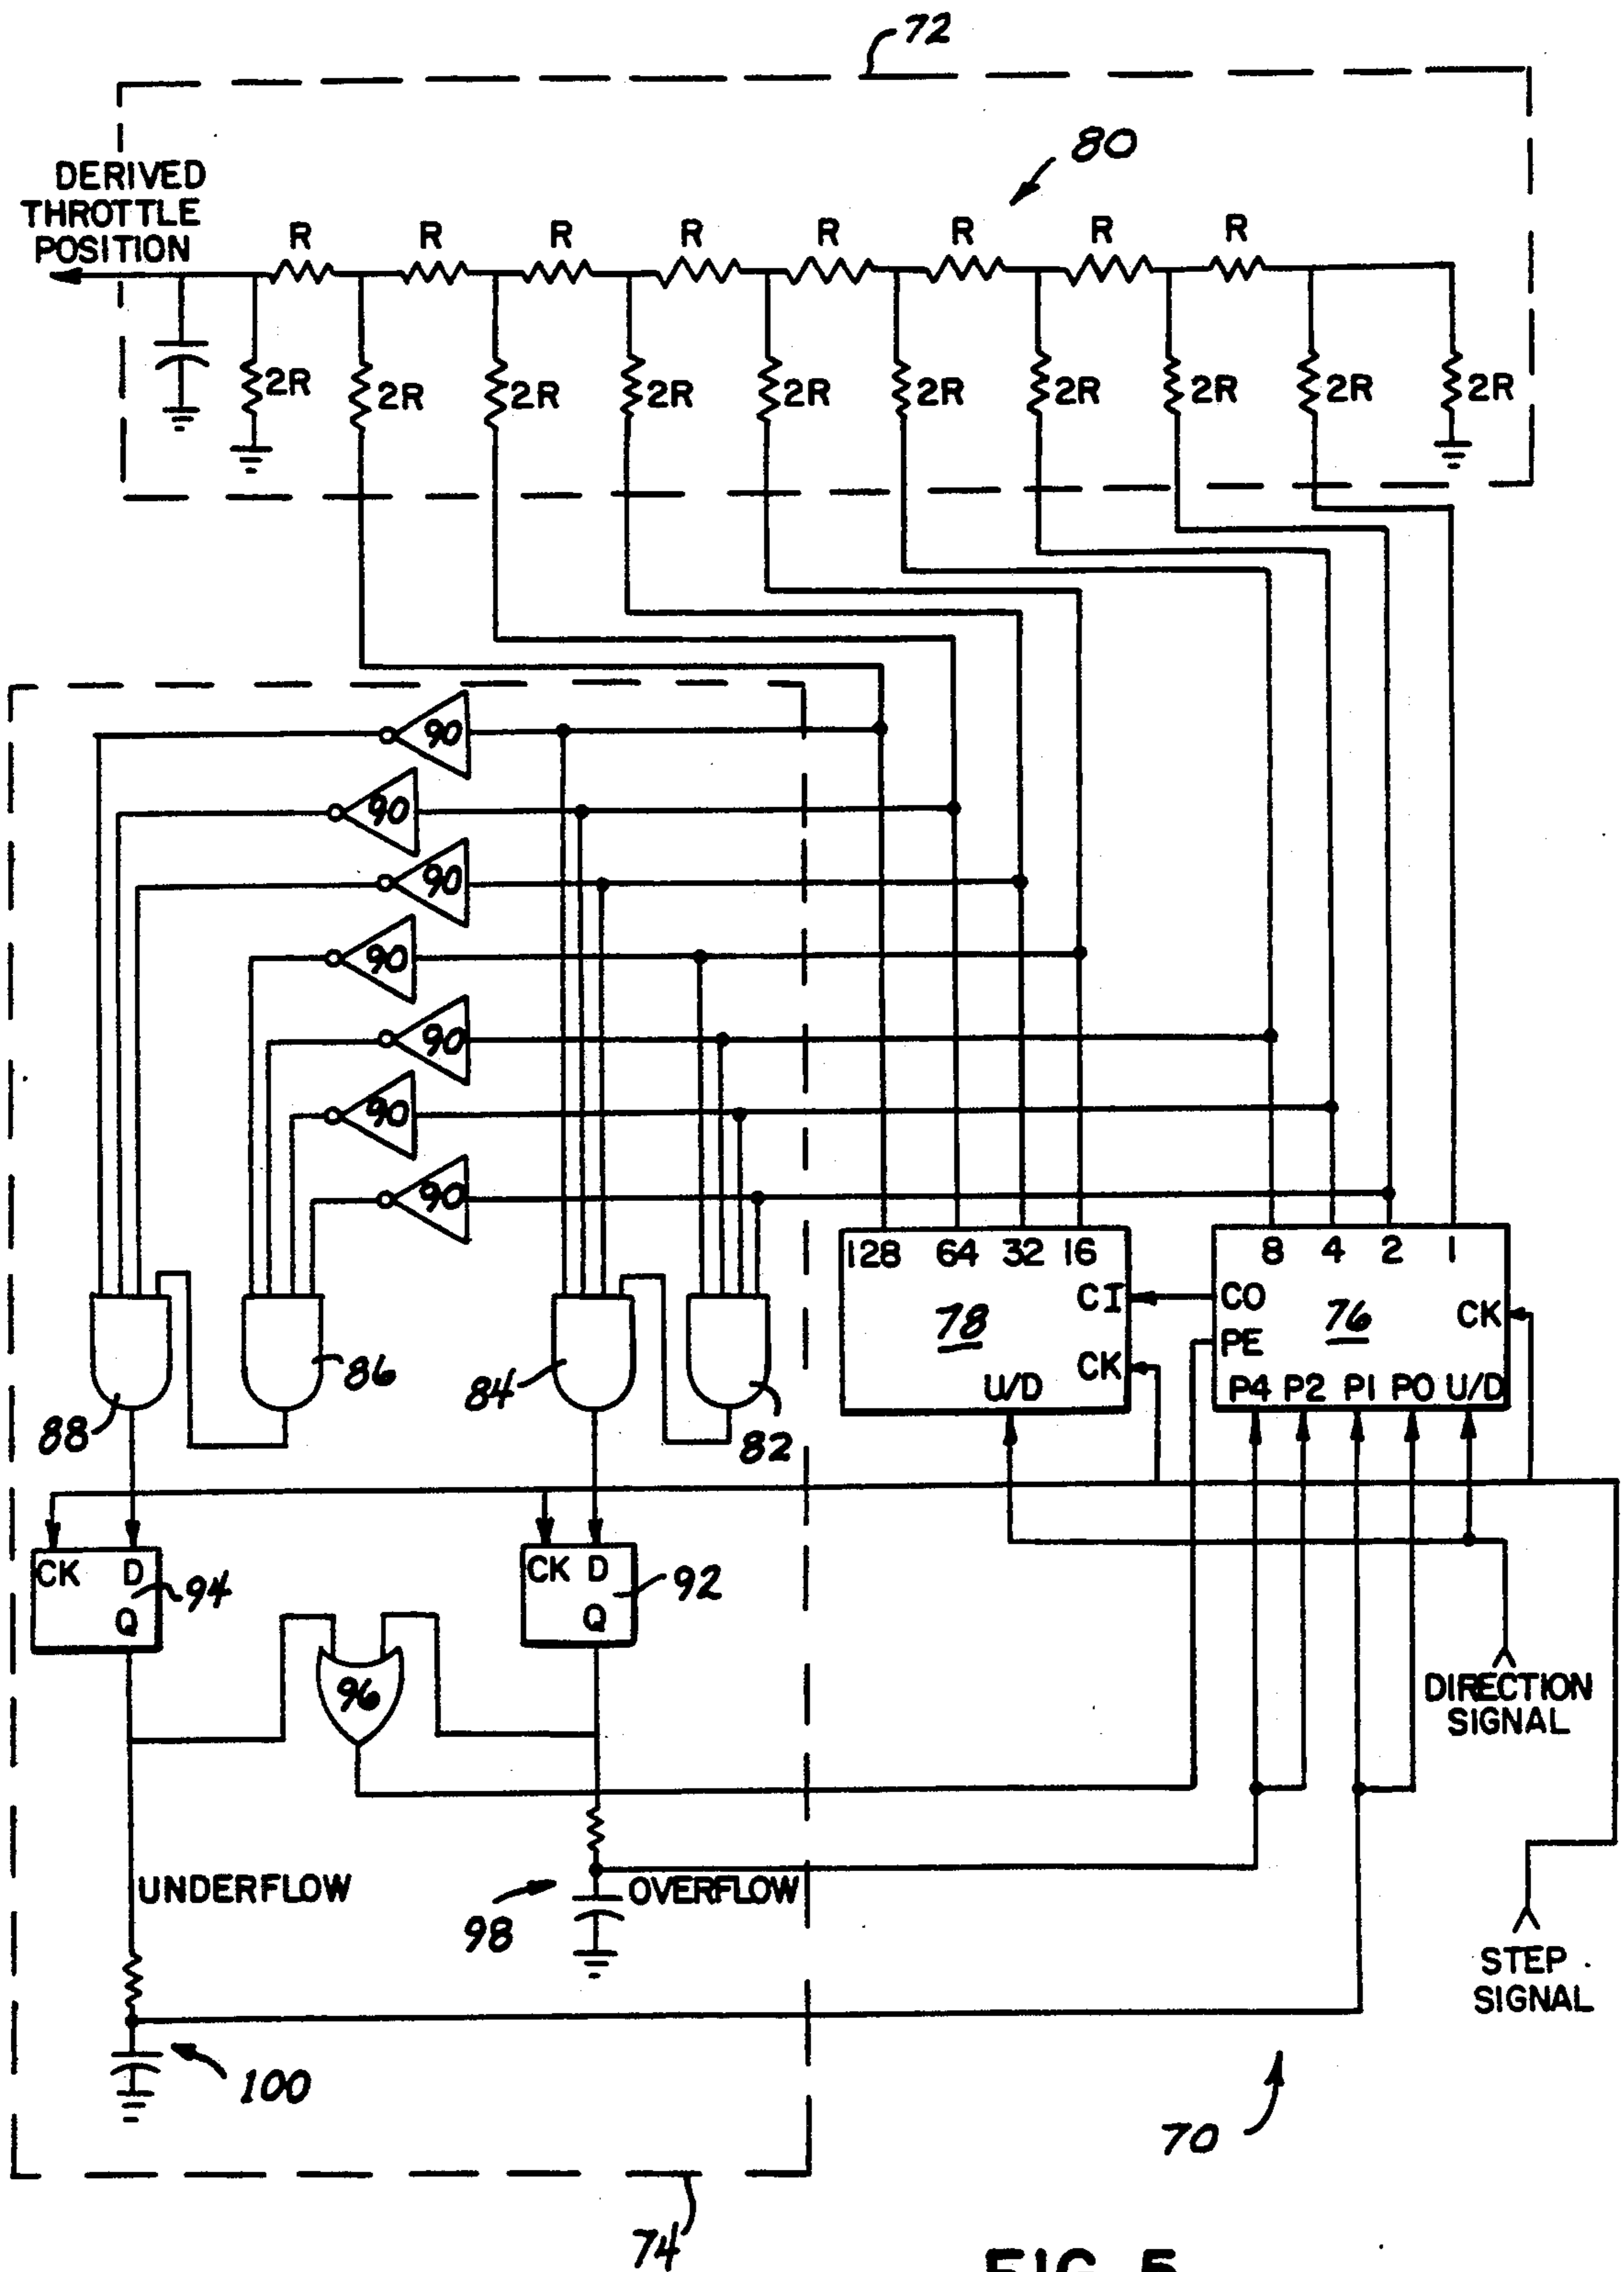 72
80
DERIVED
THROTTLE
POSITION
R R R R R R R R
2R 2R 2R 2R 2R 2R 2R 2R 2R 2R
90
90
90
90
90
90
90
128 64 32 16
8 4 2 1
CI
CO
78
76
CK
PE
CK
U/D
P4 P2 P1 P0 U/D
88
86
84
82
CK D
94
Q
CK D
92
Q
96
DIRECTION
SIGNAL
UNDERFLOW
98
OVERFLOW
STEP
SIGNAL
100
70
74
FIG. 5